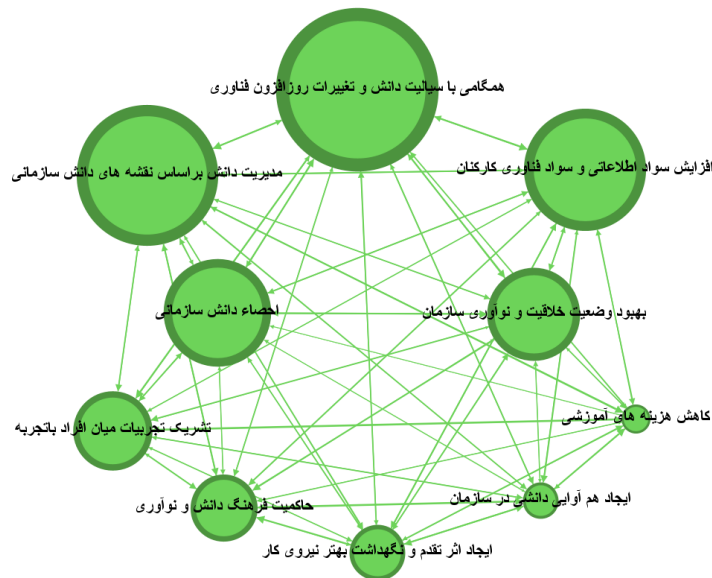 همگامی با سیالیت دانش و تغییرات روزافزون فناوری
افزایش سواد اطلاعاتی و سواد فناوری کارکنان
مدیریت دانش براساس نقشه های دانش سازمانی
بهبود وضعیت خلاقیت و نوآوری سازمان
احصاء دانش سازمانی
کاهش هزینه های آموزشی
تشریک تجربیات میان افراد باتجربه
ایجاد هم آوایی دانشی در سازمان
حاکمیت فرهنگ دانش و نوآوری
ایجاد اثر تقدم و نگهداشت بهتر نیروی کار